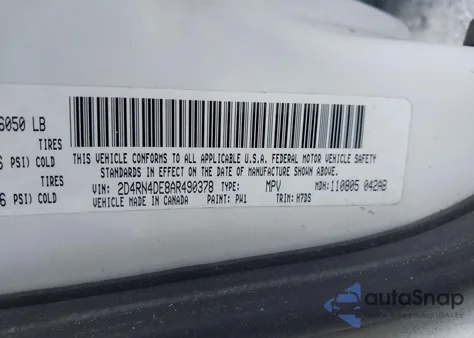 6050 LB
TIRES
PSI) COLD
TIRES
6 PSI) COLD
THIS VEHICLE CONFORMS TO ALL APPLICABLE U.S.A. FEDERAL MOTOR VEHICLE SAFETY
STANDARDS IN EFFECT ON THE DATE OF MANUFACTURE SHOWN ABOVE.
VIN: 2D4RN4DE8AR490378 TYPE: MPV MDH: 110805 042AB
VEHICLE MADE IN CANADA PAINT: PW1 TRIM: H7DS
autoSnap